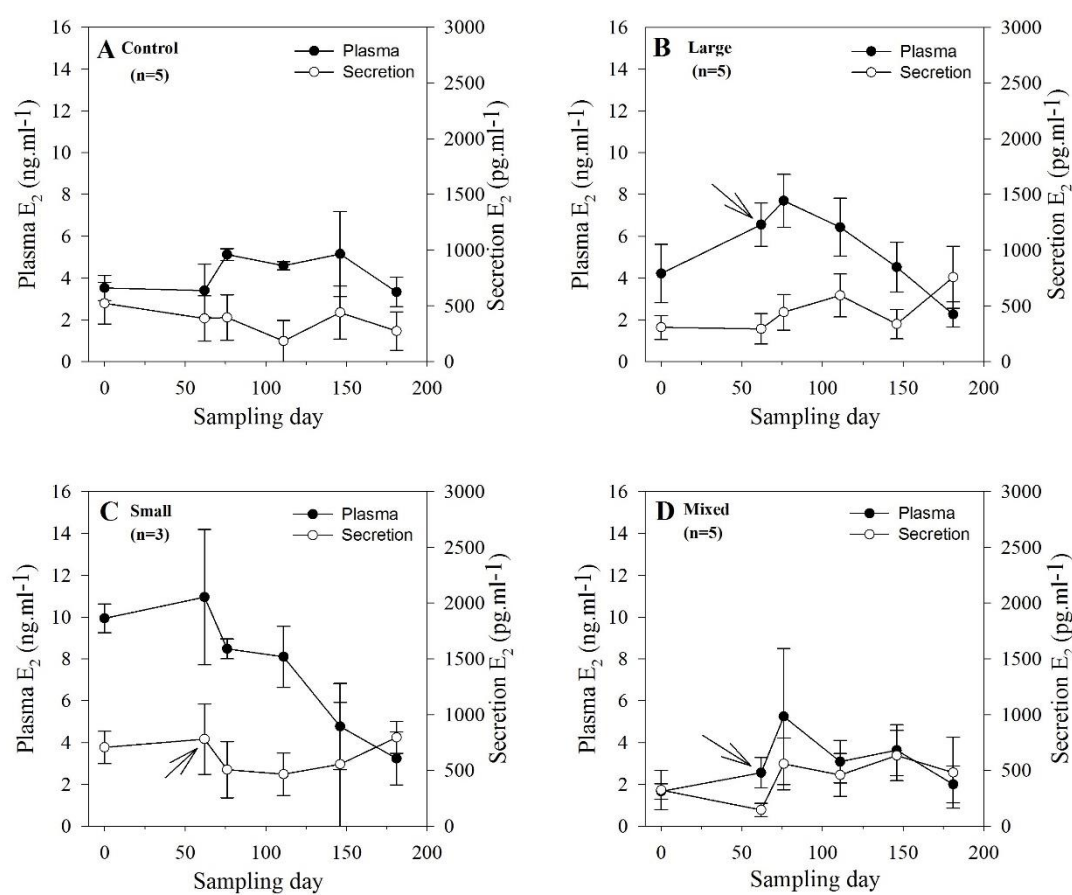 A Control
(n=5)
Plasma
Secretion
16
14
12
10
8
6
4
2
0
Plasma E₂ (ng.ml-1)
3000
2500
2000
1500
1000
500
0
Secretion E₂ (pg.ml-1)
0 50 100 150 200
Sampling day
B Large
(n=5)
Plasma
Secretion
16
14
12
10
8
6
4
2
0
Plasma E₂ (ng.ml-1)
3000
2500
2000
1500
1000
500
0
Secretion E₂ (pg.ml-1)
0 50 100 150 200
Sampling day
C Small
(n=3)
Plasma
Secretion
16
14
12
10
8
6
4
2
0
Plasma E₂ (ng.ml-1)
3000
2500
2000
1500
1000
500
0
Secretion E₂ (pg.ml-1)
0 50 100 150 200
Sampling day
D Mixed
(n=5)
Plasma
Secretion
16
14
12
10
8
6
4
2
0
Plasma E₂ (ng.ml-1)
3000
2500
2000
1500
1000
500
0
Secretion E₂ (pg.ml-1)
0 50 100 150 200
Sampling day